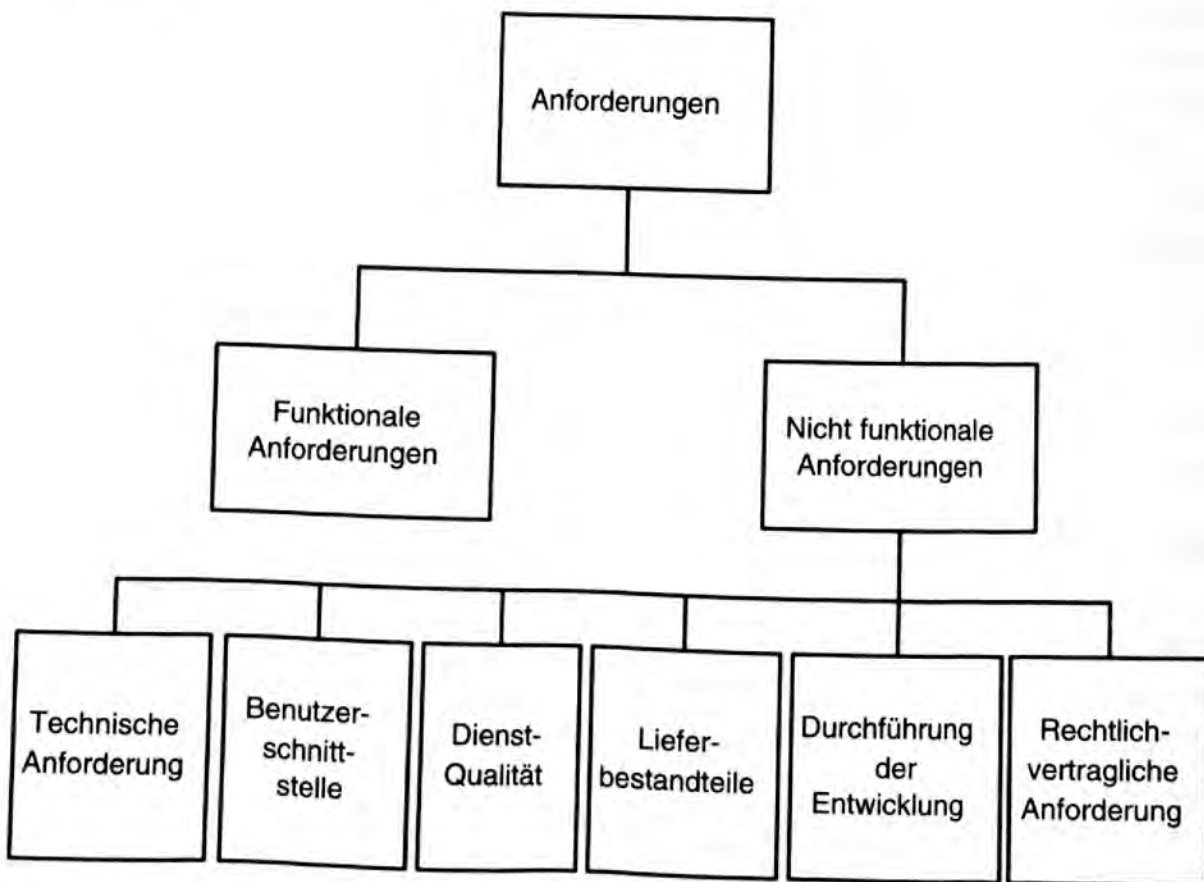 Anforderungen
Funktionale
Anforderungen
Nicht funktionale
Anforderungen
Technische
Anforderung
Benutzer-
schnitt-
stelle
Dienst-
Qualität
Liefer-
bestandteile
Durchführung
der
Entwicklung
Rechtlich-
vertragliche
Anforderung